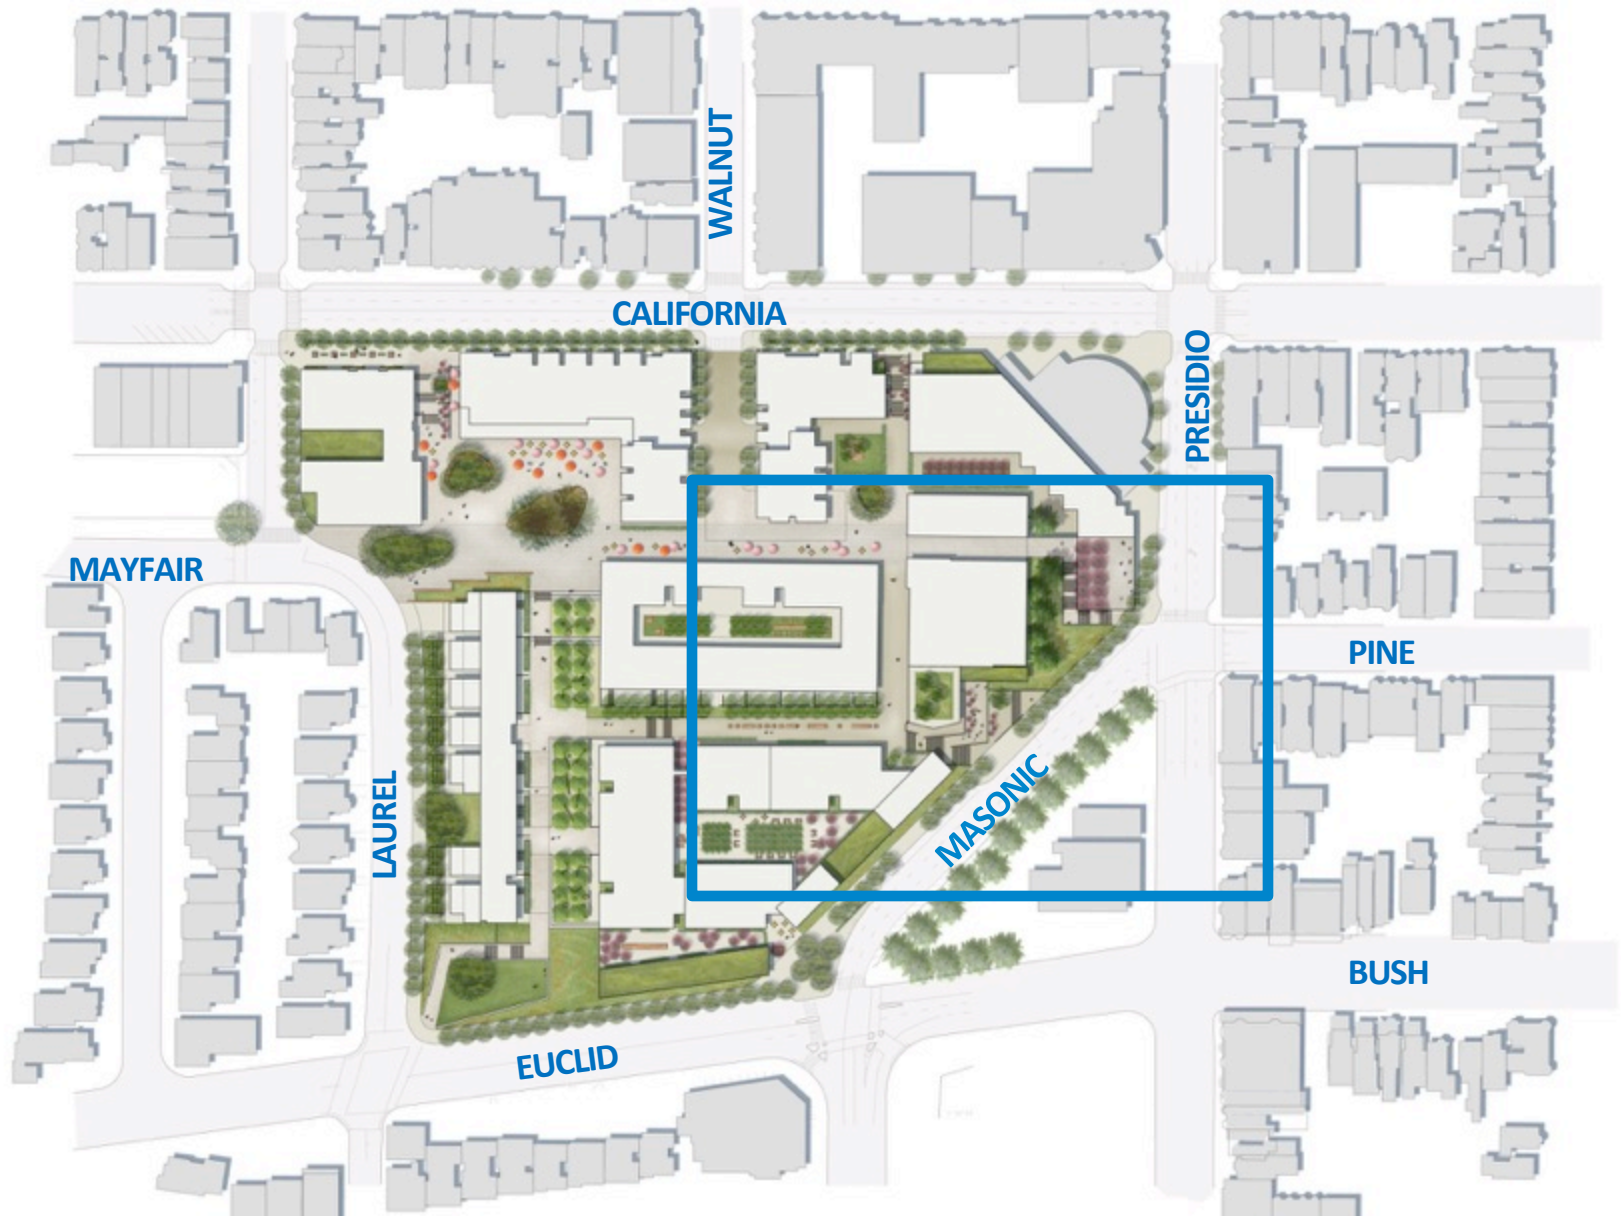 WALNUT
CALIFORNIA
PRESIDIO
MAYFAIR
PINE
LAUREL
MASONIC
BUSH
EUCLID